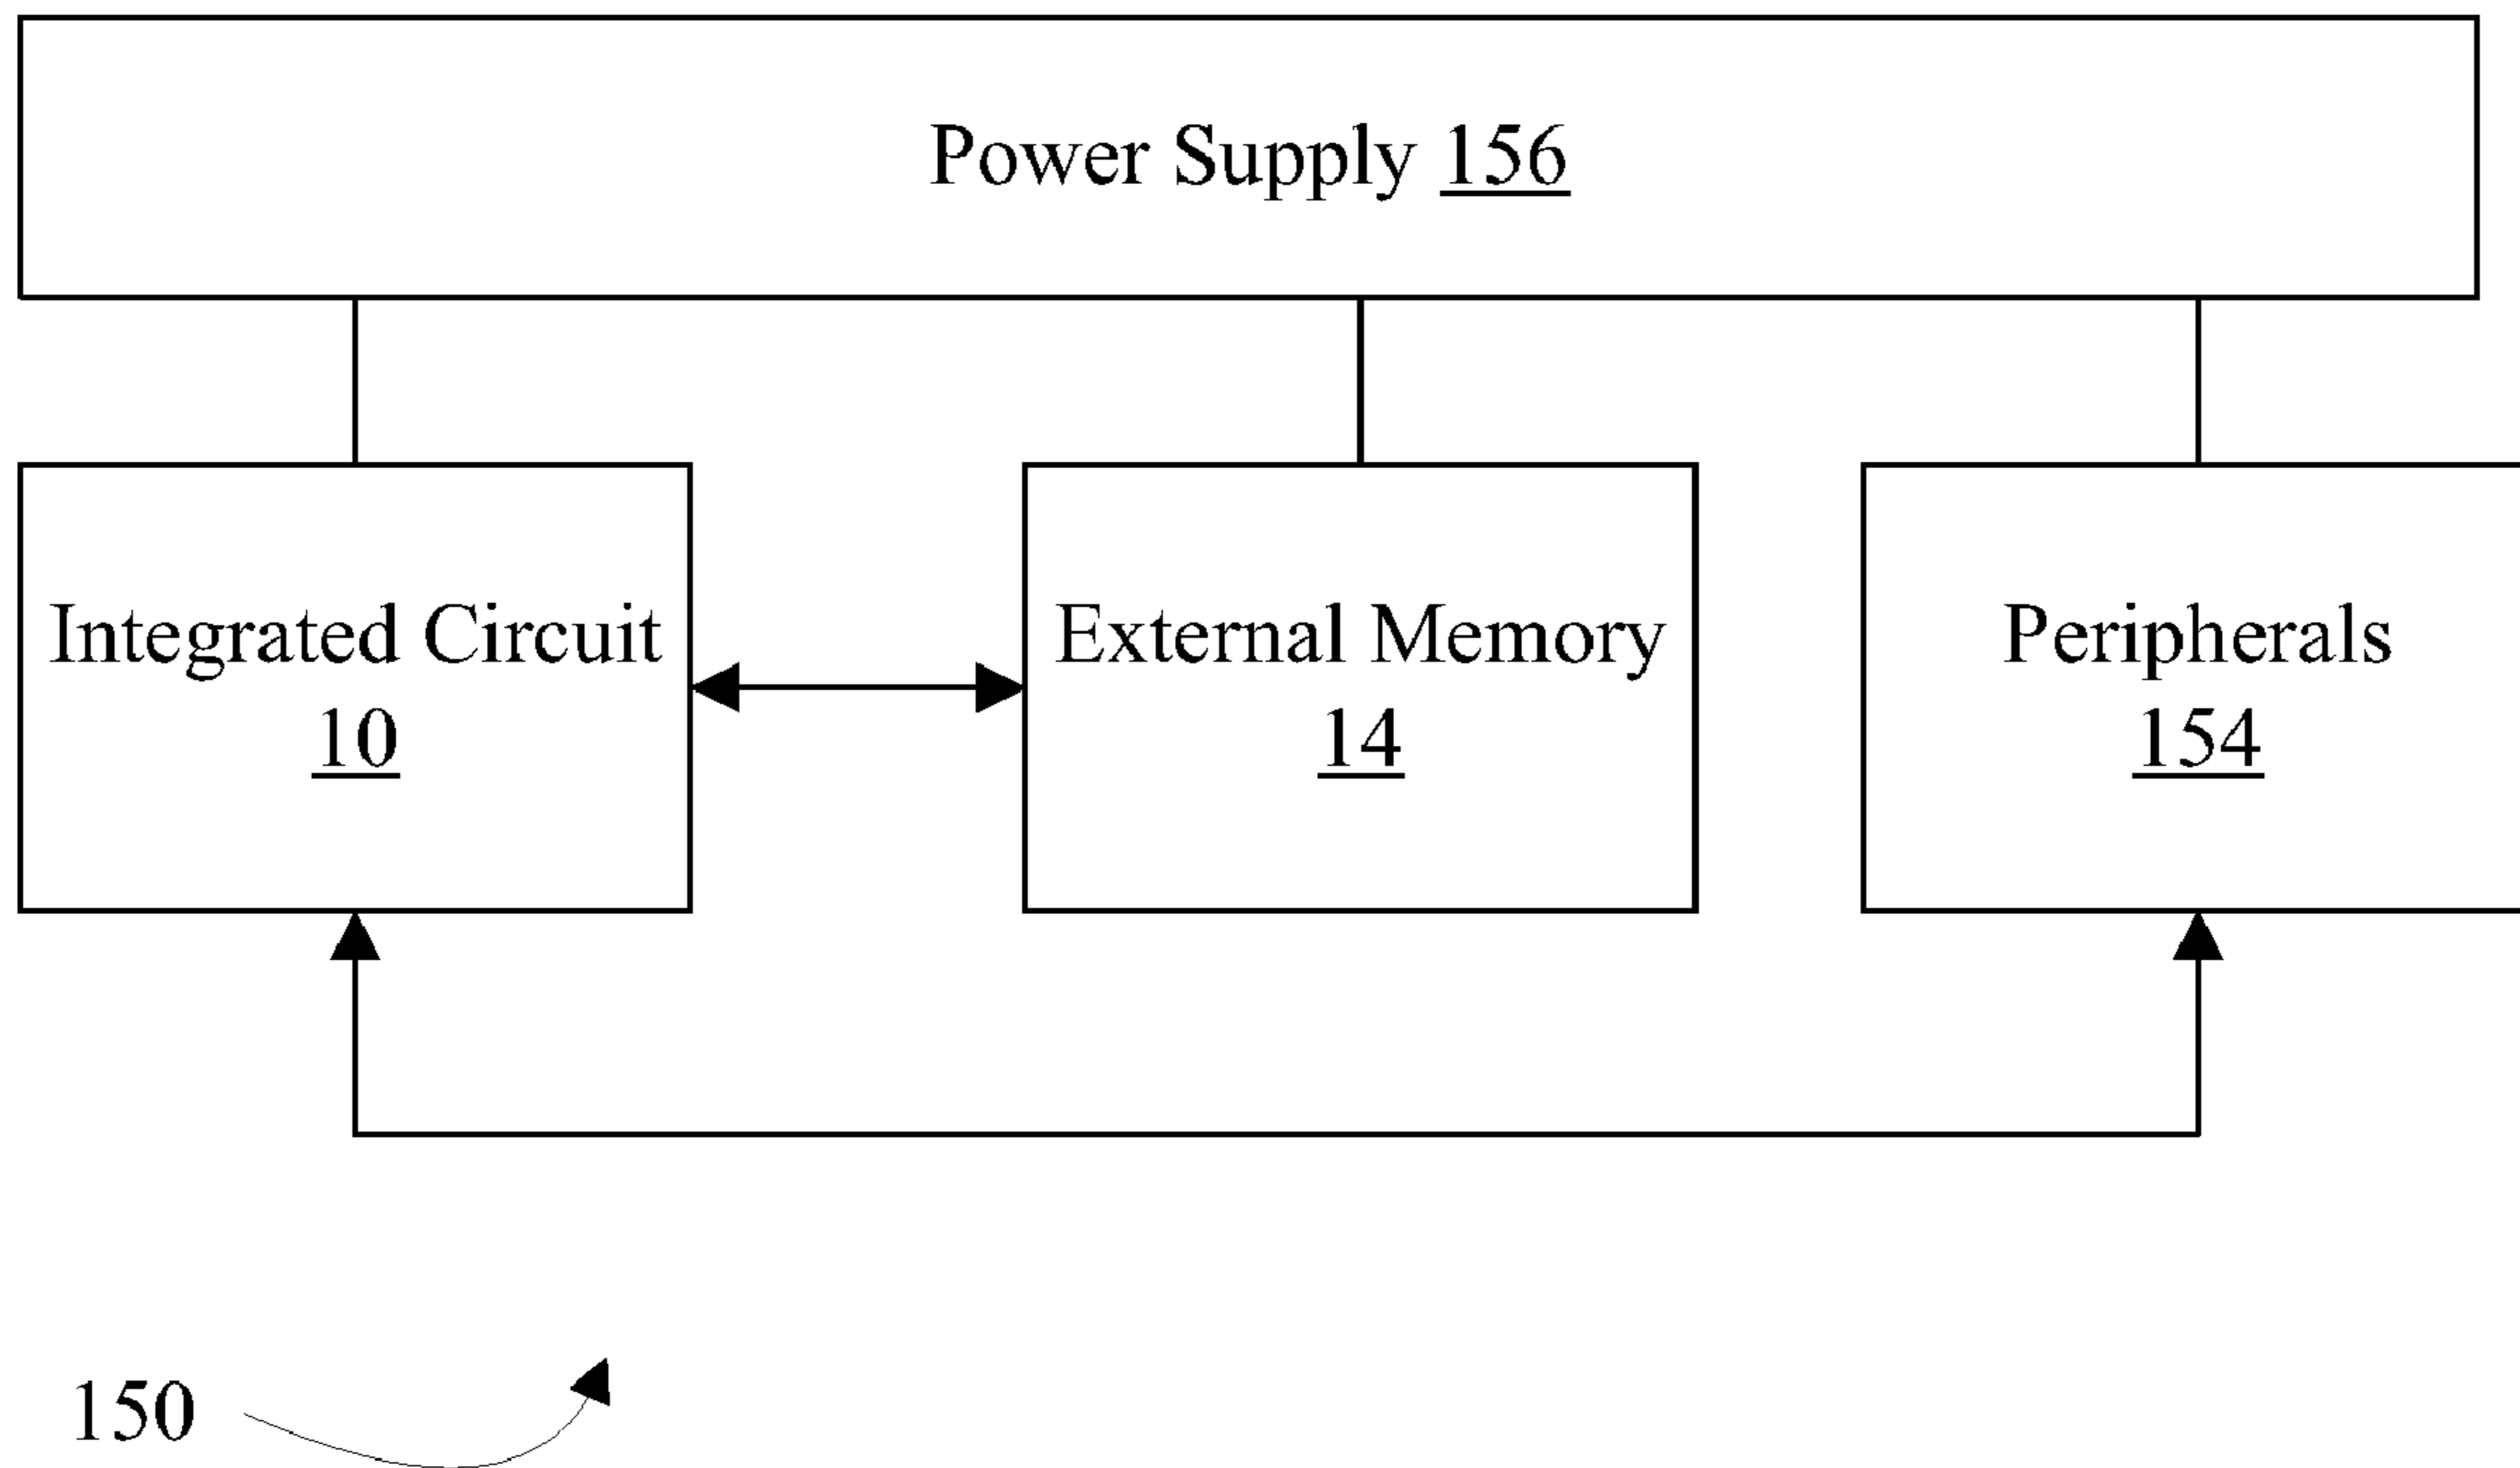 Power Supply 156
Integrated Circuit
10
External Memory
14
Peripherals
154
150